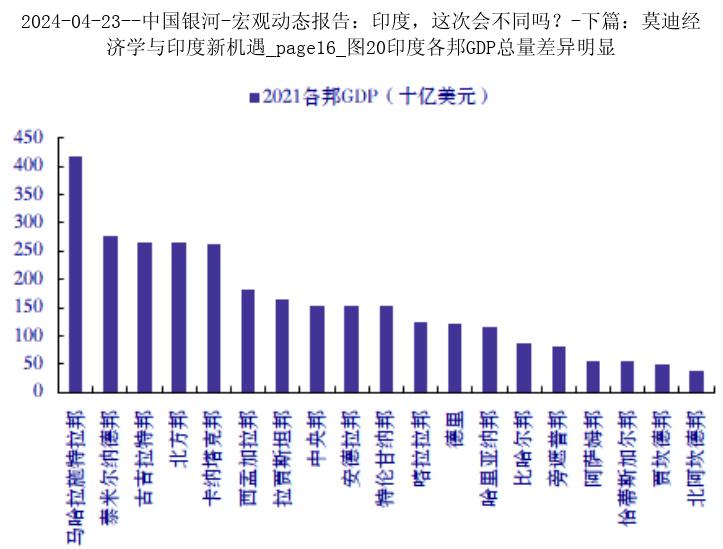 2024-04-23--中国银河-宏观动态报告：印度，这次会不同吗？-下篇：莫迪经
济学与印度新机遇_page16_图20印度各邦GDP总量差异明显
2021各邦GDP（十亿美元）
450
400
350
300
250
200
150
100
50
0
马哈拉施特拉邦
泰米尔纳德邦
古吉拉特邦
北方邦
卡纳塔克邦
西孟加拉邦
拉贾斯坦邦
中央邦
安德拉邦
特伦甘纳邦
喀拉拉邦
德里
哈里亚纳邦
比哈尔邦
旁遮普邦
阿萨姆邦
恰蒂斯加尔邦
贾坎德邦
北阿坎德邦